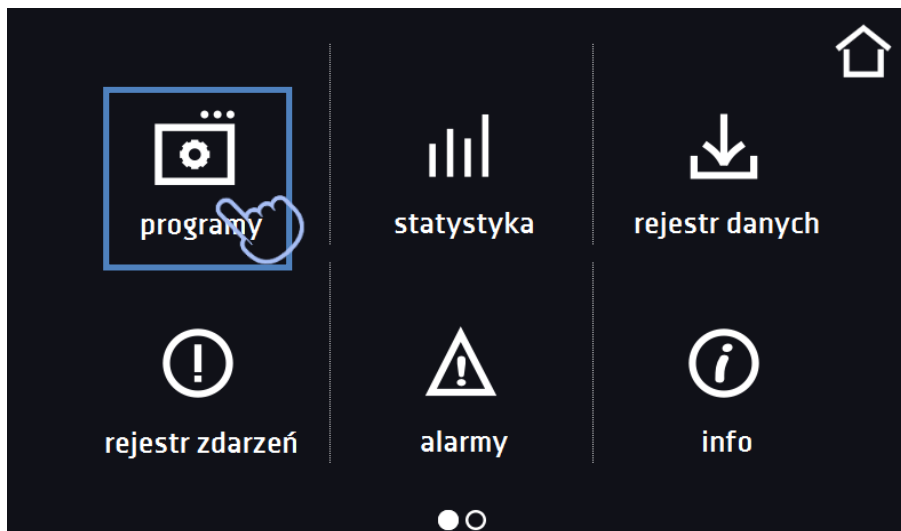 programy
statystyka
rejestr danych
rejestr zdarzeń
alarmy
info